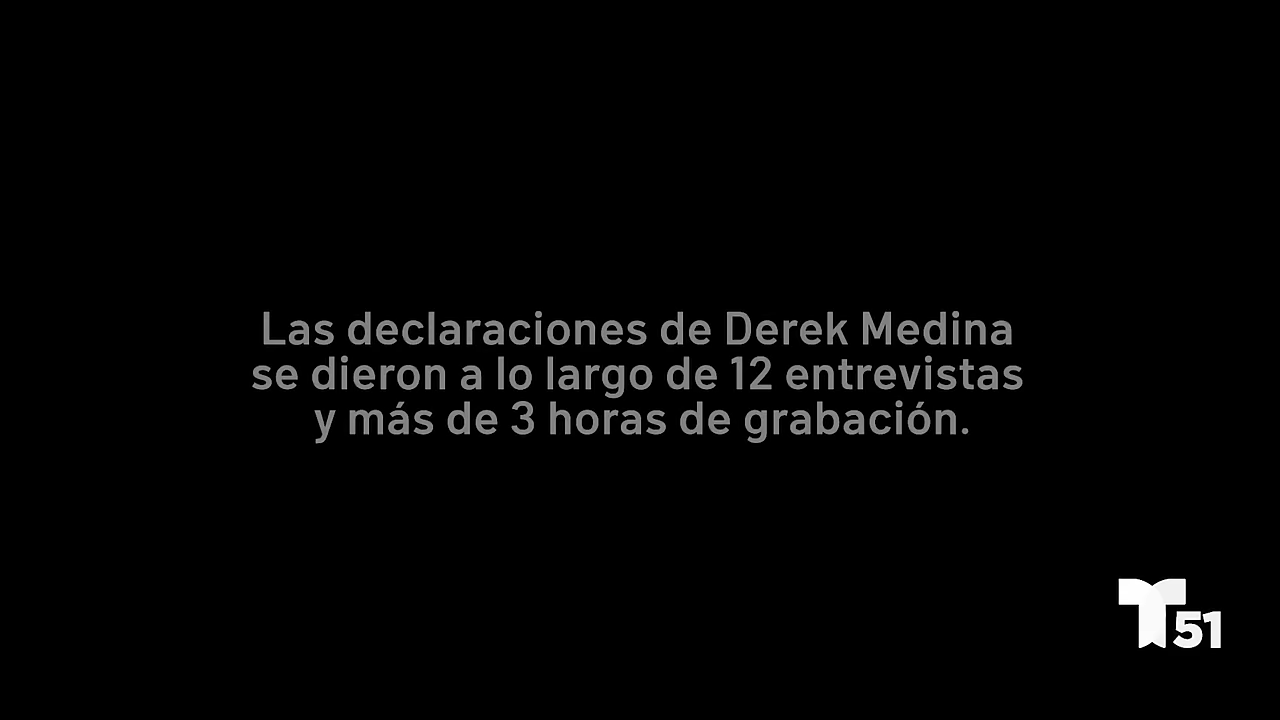 Las declaraciones de Derek Medina
se dieron a lo largo de 12 entrevistas
y más de 3 horas de grabación.
T51